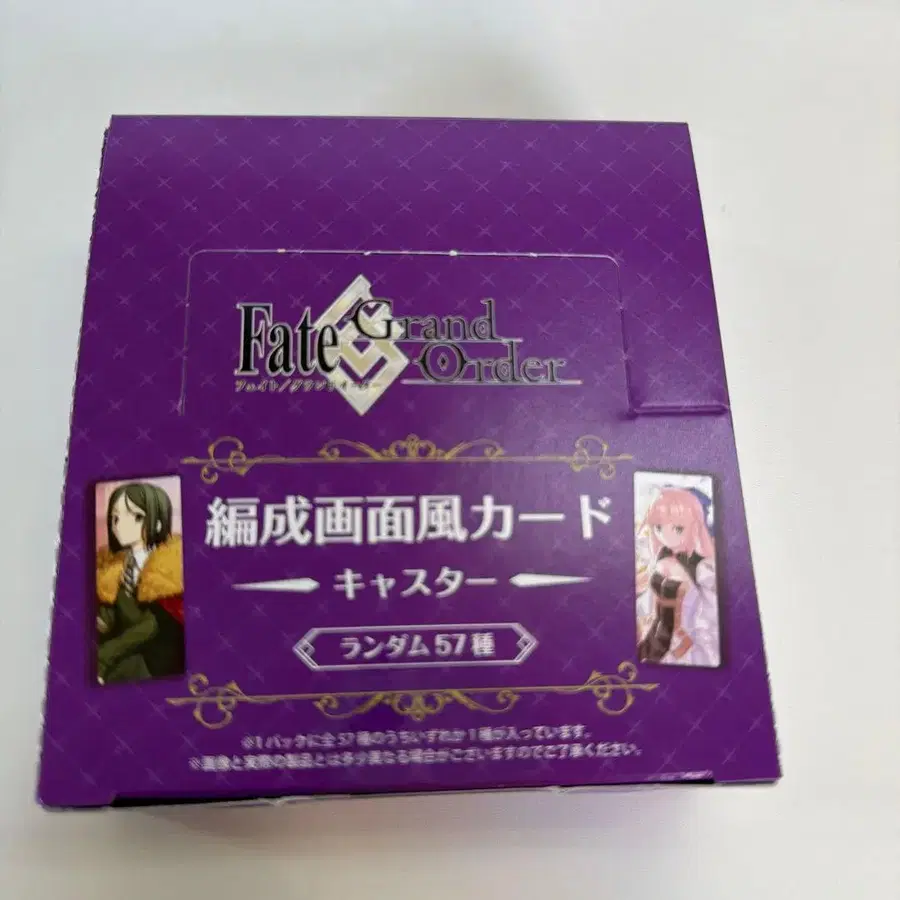 Fate
Grand
Order
フェイト/グランドオーダー
編成画面風カード
キャスター
ランダム57種
※1パックに全57種のうちいずれか1種が入っています。
※画像と実際の製品とは多少異なる場合がございますのでご了承ください。